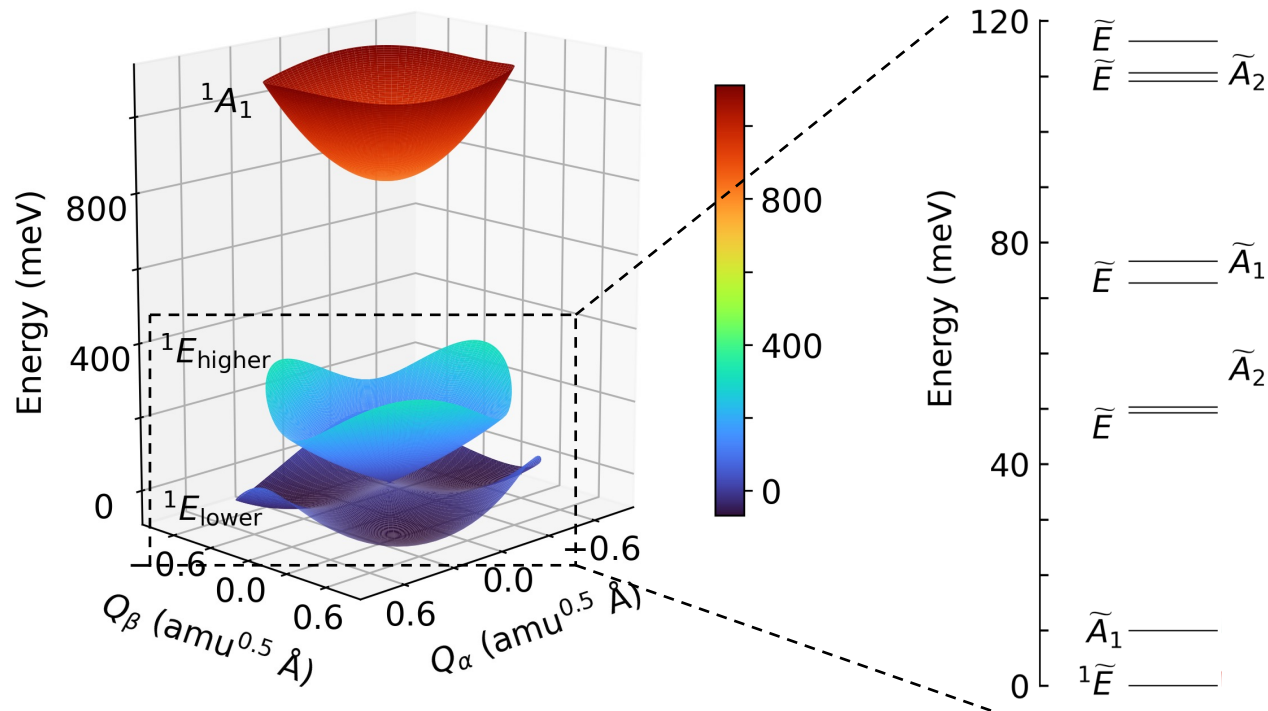 ¹A₁
Energy (meV)
800
400
0
¹E_higher
¹E_lower
−0.6
0.0
0.6
Q_β (amu^0.5 Å)
0.6
0.0
−0.6
Q_α (amu^0.5 Å)
800
400
0
Energy (meV)
120
80
40
0
Ẽ
Ẽ
Ã₂
Ã₁
Ẽ
Ã₂
Ẽ
Ã₁
¹Ẽ